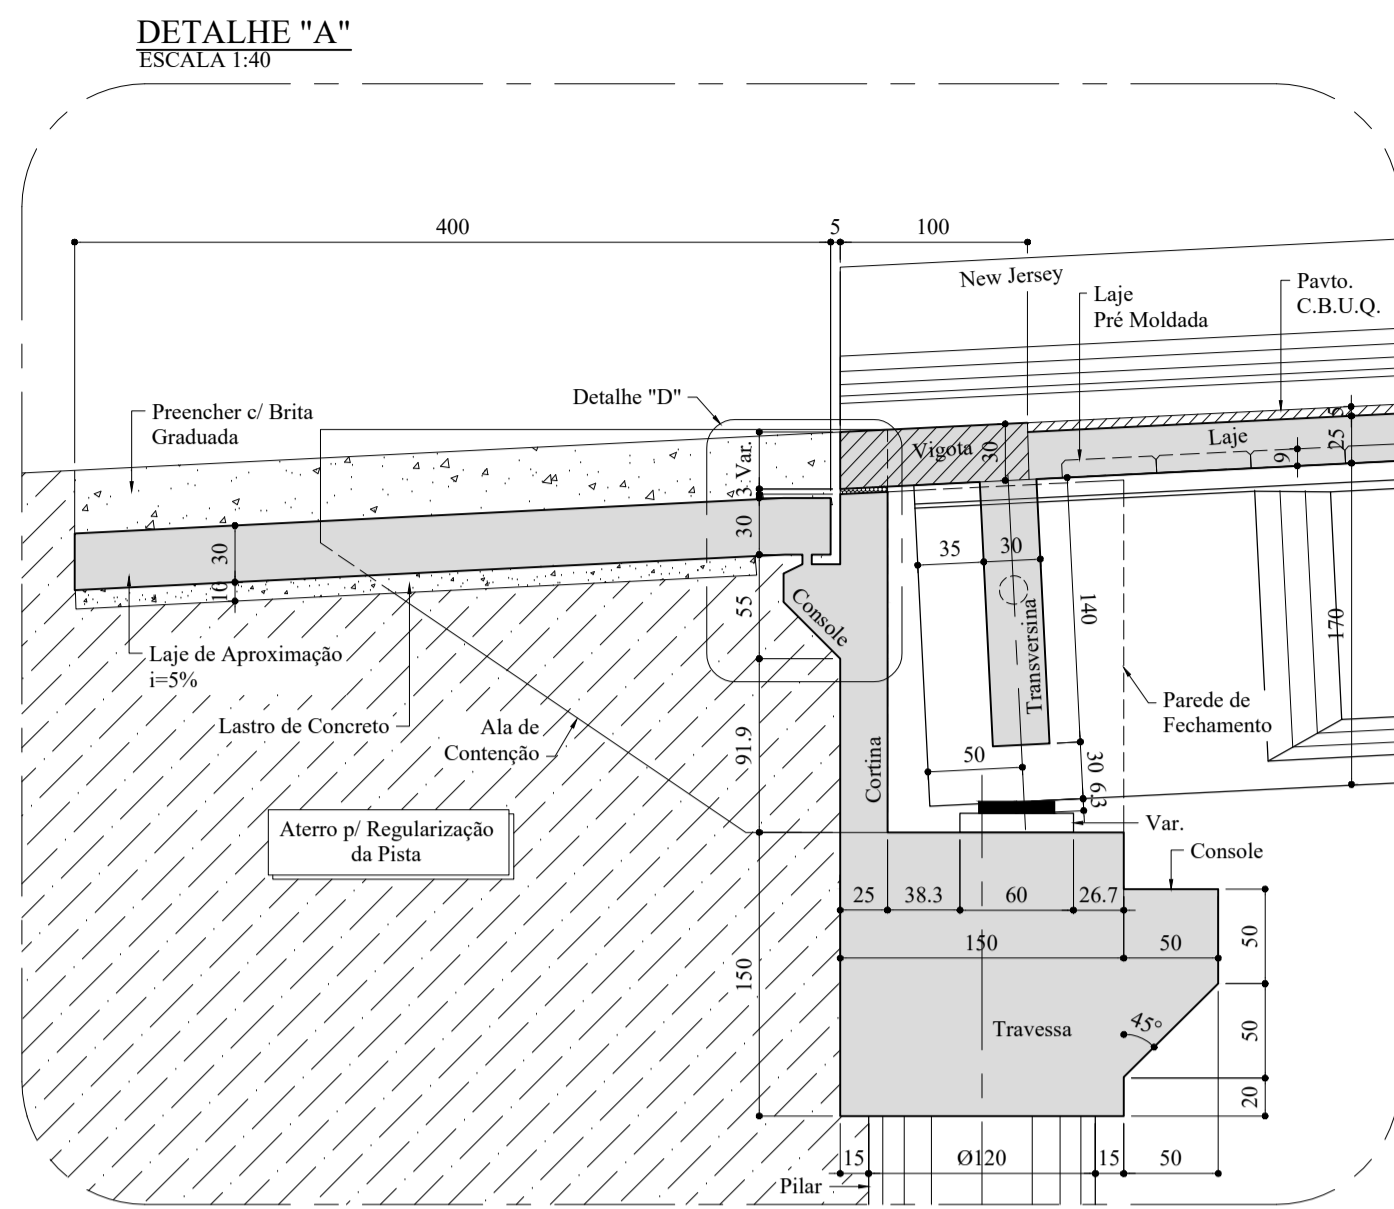 DETALHE "A"
ESCALA 1:40
400
5
100
New Jersey
Laje
Pré Moldada
Pavto.
C.B.U.Q.
Detalhe "D"
Preencher c/ Brita
Graduada
3 Var.
Vigota
30
Laje
9
25
5
30
10
30
35
30
Laje de Aproximação
i=5%
Lastro de Concreto
Ala de
Contenção
55
Console
Transversina
140
170
Parede de
Fechamento
91.9
Cortina
50
30
6.3
Var.
Console
Aterro p/ Regularização
da Pista
25
38.3
60
26.7
150
50
50
150
Travessa
45°
50
20
15
Ø120
15
50
Pilar